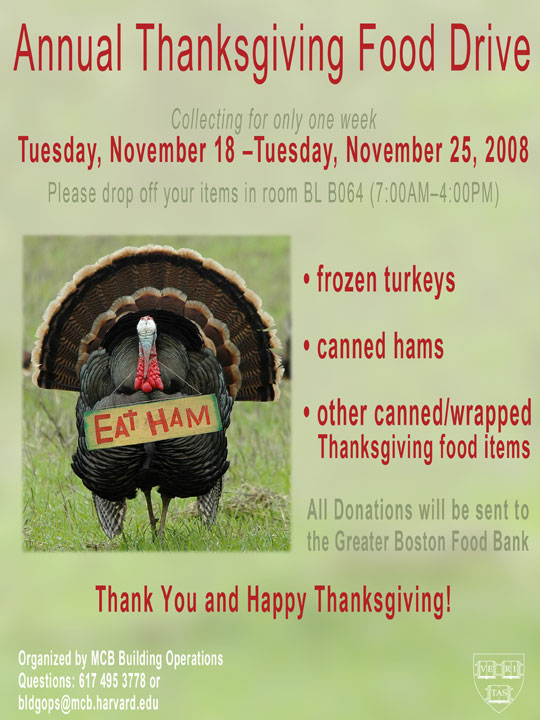 Annual Thanksgiving Food Drive
Collecting for only one week
Tuesday, November 18 –Tuesday, November 25, 2008
Please drop off your items in room BL B064 (7:00AM–4:00PM)
EAT HAM
• frozen turkeys
• canned hams
• other canned/wrapped
Thanksgiving food items
All Donations will be sent to
the Greater Boston Food Bank
Thank You and Happy Thanksgiving!
Organized by MCB Building Operations
Questions: 617 495 3778 or
bldgops@mcb.harvard.edu
VE RI
TAS